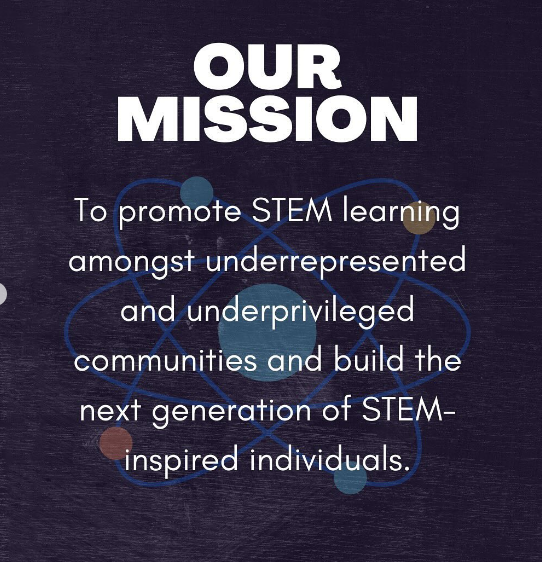 OUR
MISSION
To promote STEM learning
amongst underrepresented
and underprivileged
communities and build the
next generation of STEM-
inspired individuals.